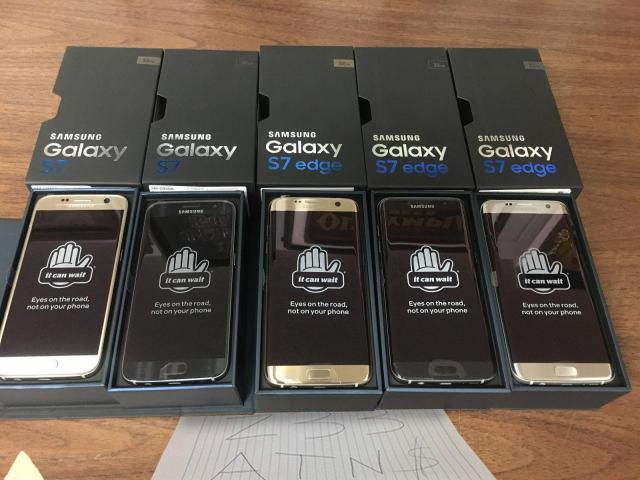 SAMSUNG
Galaxy
S7
SAMSUNG
Galaxy
S7
SAMSUNG
Galaxy
S7 edge
SAMSUNG
Galaxy
S7 edge
SAMSUNG
Galaxy
S7 edge
SAMSUNG
it can wait
Eyes on the road,
not on your phone
SAMSUNG
it can wait
Eyes on the road,
not on your phone
it can wait
Eyes on the road,
not on your phone
SAMSUNG
it can wait
Eyes on the road,
not on your phone
it can wait
Eyes on the road,
not on your phone
ATN$